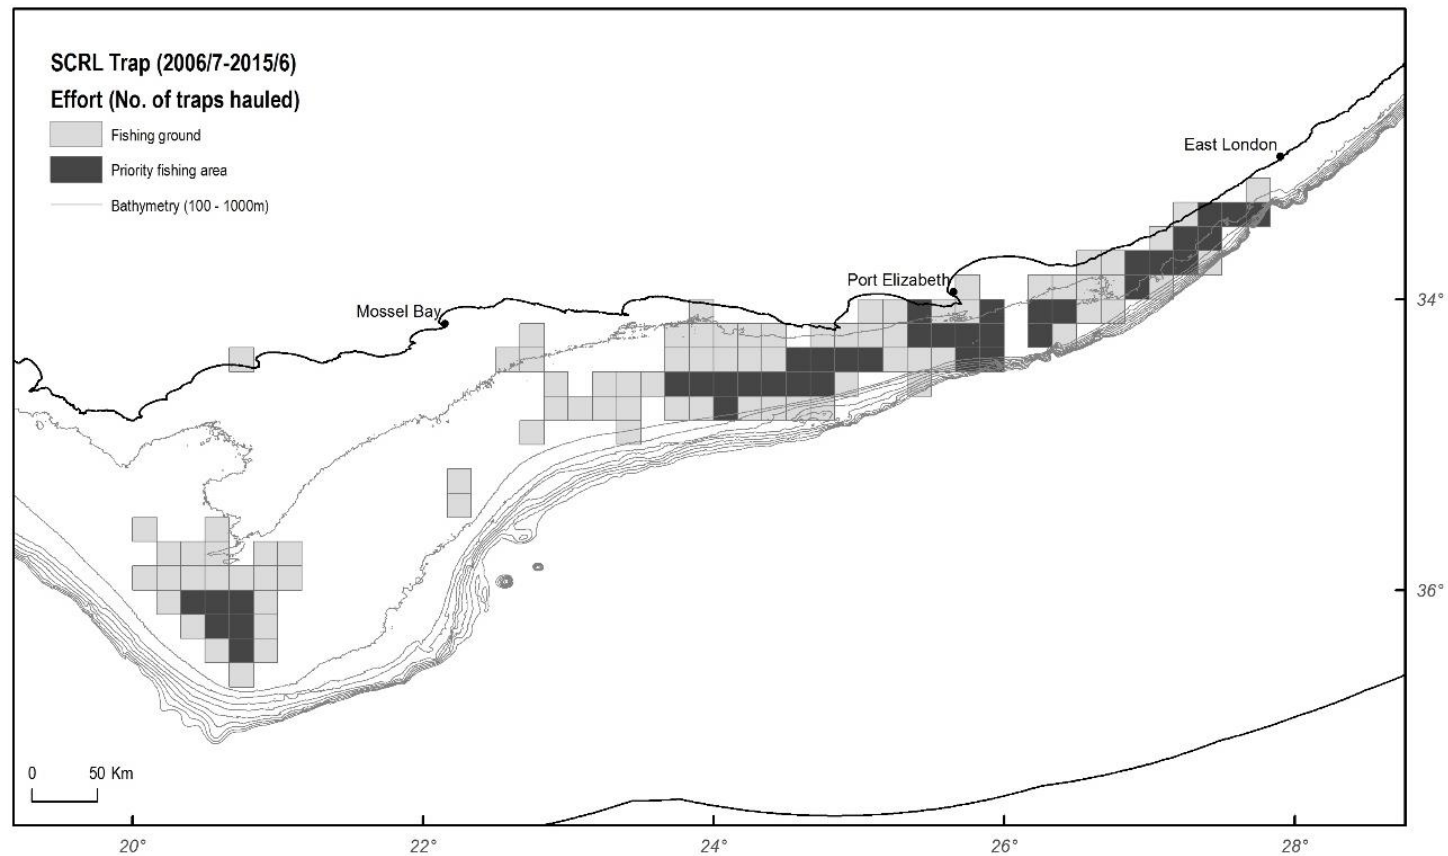 SCRL Trap (2006/7-2015/6)
Effort (No. of traps hauled)
Fishing ground
Priority fishing area
Bathymetry (100 - 1000m)
East London
Port Elizabeth
Mossel Bay
34°
36°
0 50 Km
20° 22° 24° 26° 28°